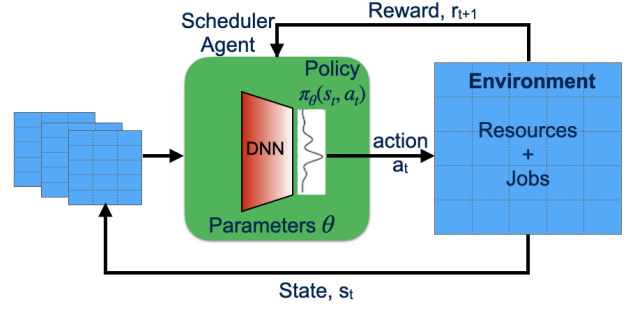 Scheduler
Agent
Reward, r_{t+1}
Policy
π_θ(s_t, a_t)
DNN
Parameters θ
action
a_t
Environment
Resources
+
Jobs
State, s_t